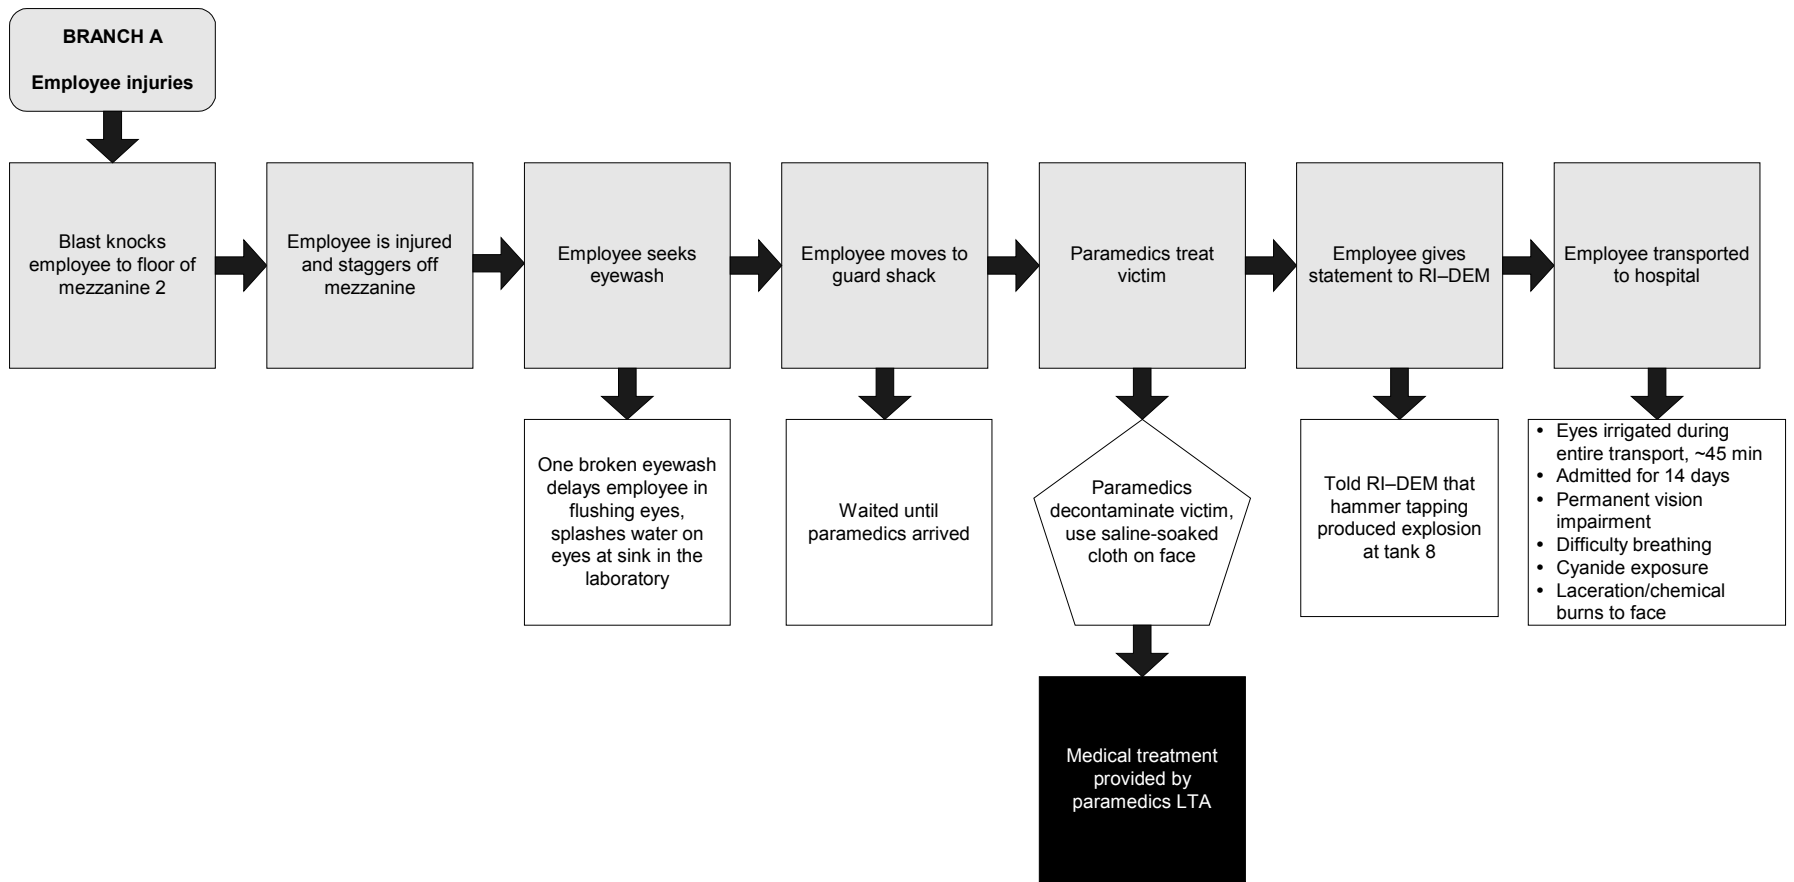 BRANCH A
Employee injuries
Blast knocks
employee to floor of
mezzanine 2
Employee is injured
and staggers off
mezzanine
Employee seeks
eyewash
Employee moves to
guard shack
Paramedics treat
victim
Employee gives
statement to RI–DEM
Employee transported
to hospital
One broken eyewash
delays employee in
flushing eyes,
splashes water on
eyes at sink in the
laboratory
Waited until
paramedics arrived
Paramedics
decontaminate victim,
use saline-soaked
cloth on face
Told RI–DEM that
hammer tapping
produced explosion
at tank 8
• Eyes irrigated during
entire transport, ~45 min
• Admitted for 14 days
• Permanent vision
impairment
• Difficulty breathing
• Cyanide exposure
• Laceration/chemical
burns to face
Medical treatment
provided by
paramedics LTA